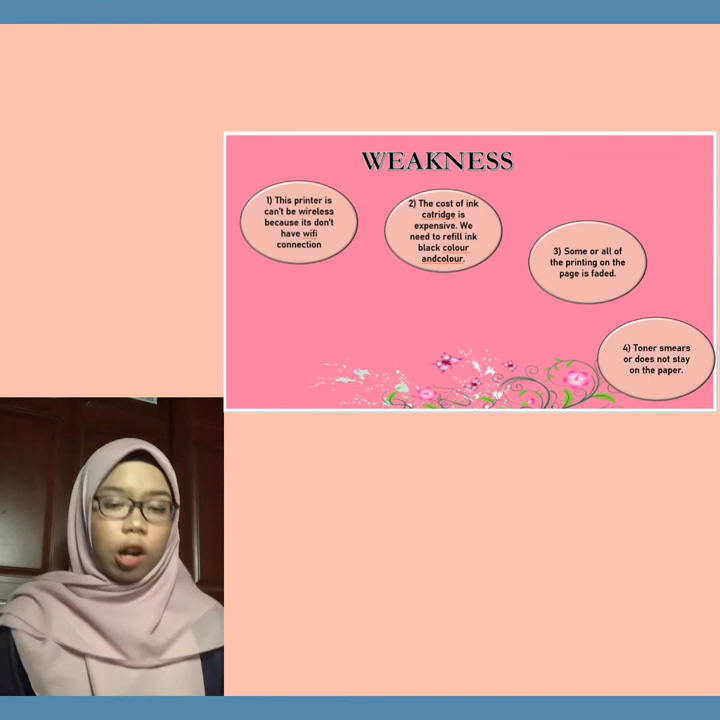 WEAKNESS
1) This printer is
can't be wireless
because its don't
have wifi
connection
2) The cost of ink
catridge is
expensive. We
need to refill ink
black colour
andcolour.
3) Some or all of
the printing on the
page is faded.
4) Toner smears
or does not stay
on the paper.